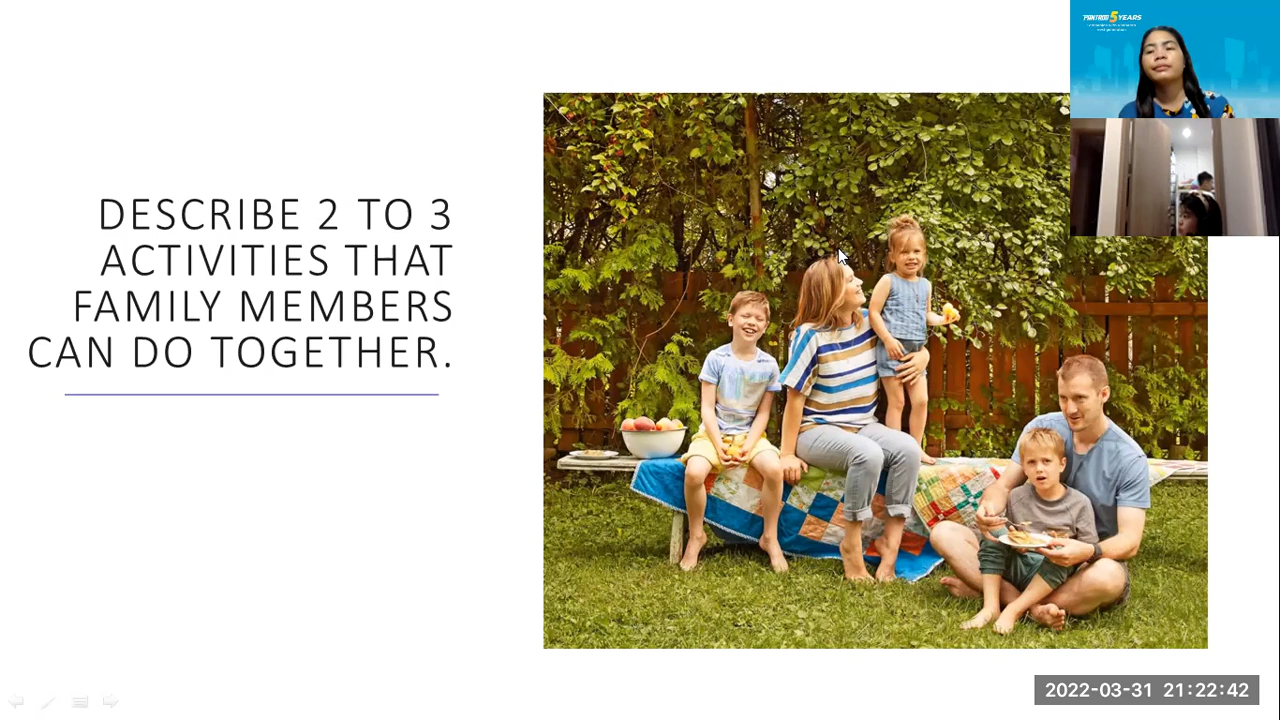 DESCRIBE 2 TO 3
ACTIVITIES THAT
FAMILY MEMBERS
CAN DO TOGETHER.
5 YEARS
2022-03-31 21:22:42